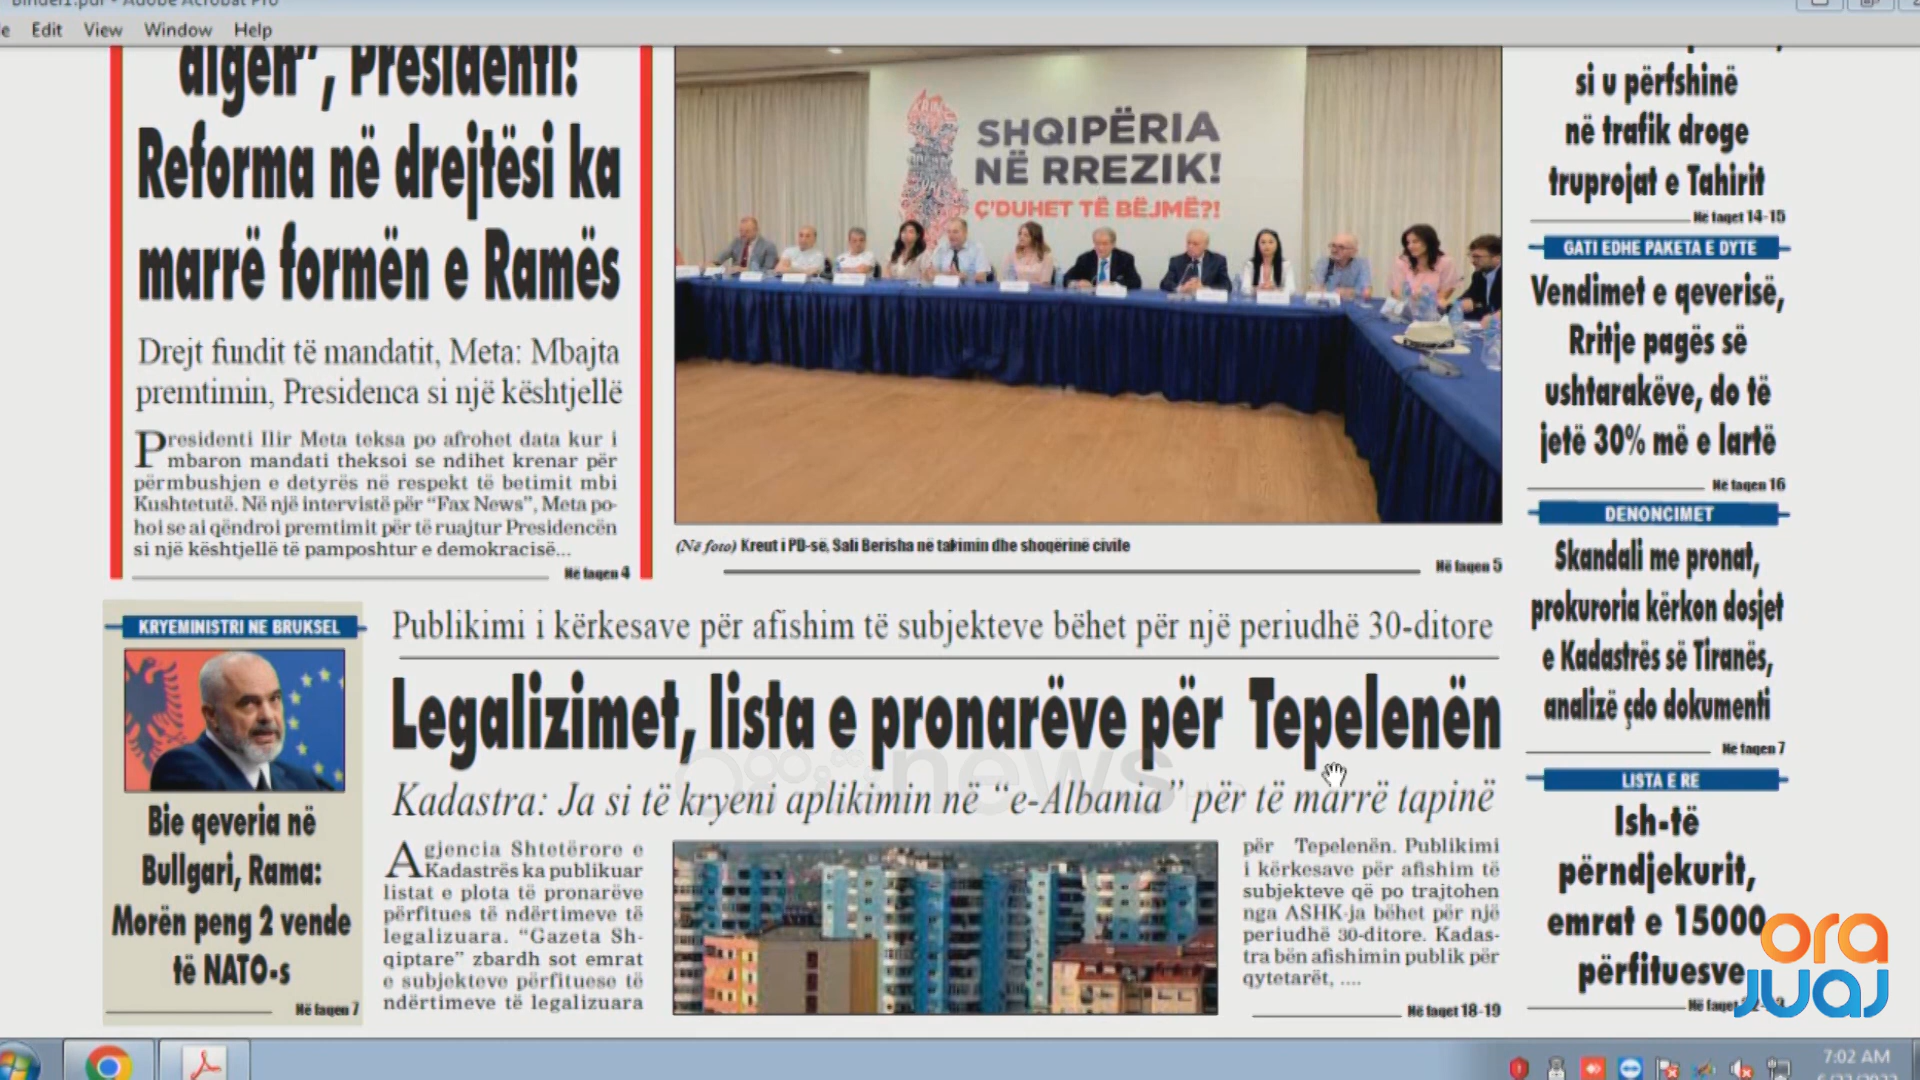 Edit View Window Help
algen”, Presidenti:
Reforma në drejtësi ka
marrë formën e Ramës
Drejt fundit të mandatit, Meta: Mbajta
premtimin, Presidenca si një kështjellë
Presidenti Ilir Meta teksa po afrohet data kur i
mbaron mandati theksoi se ndihet krenar për
përmbushjen e detyrës në respekt të betimit mbi
Kushtetutë. Në një intervistë për “Fax News”, Meta po-
hoi se ai qëndroi premtimit për të ruajtur Presidencën
si një kështjellë të pamposhtur e demokracisë...
Në faqen 4
SHQIPËRIA
NË RREZIK!
Ç'DUHET TË BËJMË?!
(Në foto) Kreut i PD-së, Sali Berisha në takimin dhe shoqërinë civile
Në faqen 5
si u përfshinë
në trafik droge
truprojat e Tahirit
Në faqet 14-15
GATI EDHE PAKETA E DYTE
Vendimet e qeverisë,
Rritje pagës së
ushtarakëve, do të
jetë 30% më e lartë
Në faqen 16
DENONCIMET
Skandali me pronat,
prokuroria kërkon dosjet
e Kadastrës së Tiranës,
analizë çdo dokumenti
Në faqen 7
LISTA E RE
Ish-të
përndjekurit,
emrat e 15000
përfituesve
Në faqet
KRYEMINISTRI NE BRUKSEL
Bie qeveria në
Bullgari, Rama:
Morën peng 2 vende
të NATO-s
Në faqen 7
Publikimi i kërkesave për afishim të subjekteve bëhet për një periudhë 30-ditore
Legalizimet, lista e pronarëve për Tepelenën
Kadastra: Ja si të kryeni aplikimin në “e-Albania” për të marrë tapinë
Agjencia Shtetërore e
Kadastrës ka publikuar
listat e plota të pronarëve
përfitues të ndërtimeve të
legalizuara. “Gazeta Sh-
qiptare” zbardh sot emrat
e subjekteve përfituese të
ndërtimeve të legalizuara
për Tepelenën. Publikimi
i kërkesave për afishim të
subjekteve që po trajtohen
nga ASHK-ja bëhet për një
periudhë 30-ditore. Kadas-
tra bën afishimin publik për
qytetarët, ....
Në faqet 18-19
news
ora
juaj
7:02 AM